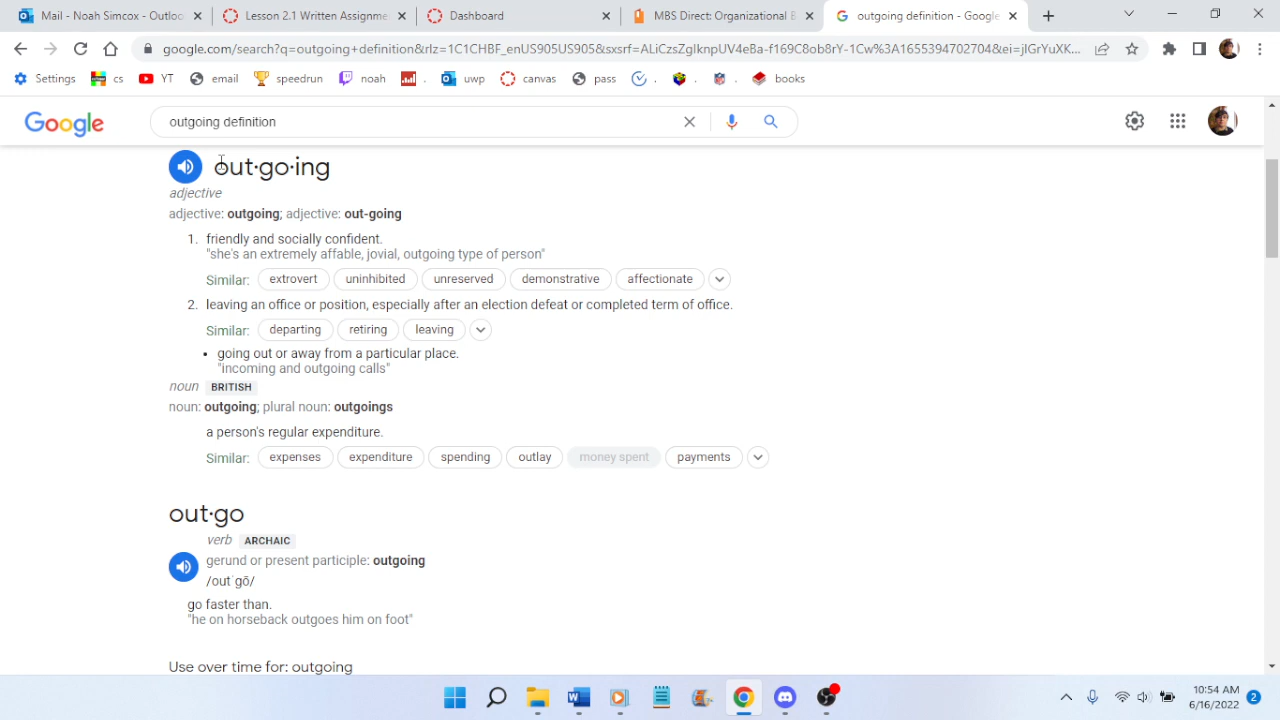 Mail - Noah Simcox - Outloo
Lesson 2.1 Written Assignme
Dashboard
MBS Direct: Organizational B
outgoing definition - Google
google.com/search?q=outgoing+definition&rlz=1C1CHBF_enUS905US905&sxsrf=ALiCzsZglknpUV4eBa-f169C8ob8rY-1Cw%3A1655394702704&ei=jlGrYuXK...
Settings
cs
YT
email
speedrun
noah
.
uwp
canvas
pass
.
.
.
books
Google
outgoing definition
out·go·ing
adjective
adjective: outgoing; adjective: out-going
1. friendly and socially confident.
"she's an extremely affable, jovial, outgoing type of person"
Similar: extrovert uninhibited unreserved demonstrative affectionate
2. leaving an office or position, especially after an election defeat or completed term of office.
Similar: departing retiring leaving
• going out or away from a particular place.
"incoming and outgoing calls"
noun BRITISH
noun: outgoing; plural noun: outgoings
a person's regular expenditure.
Similar: expenses expenditure spending outlay money spent payments
out·go
verb ARCHAIC
gerund or present participle: outgoing
/outˈgō/
go faster than.
"he on horseback outgoes him on foot"
Use over time for: outgoing
10:54 AM
6/16/2022
2